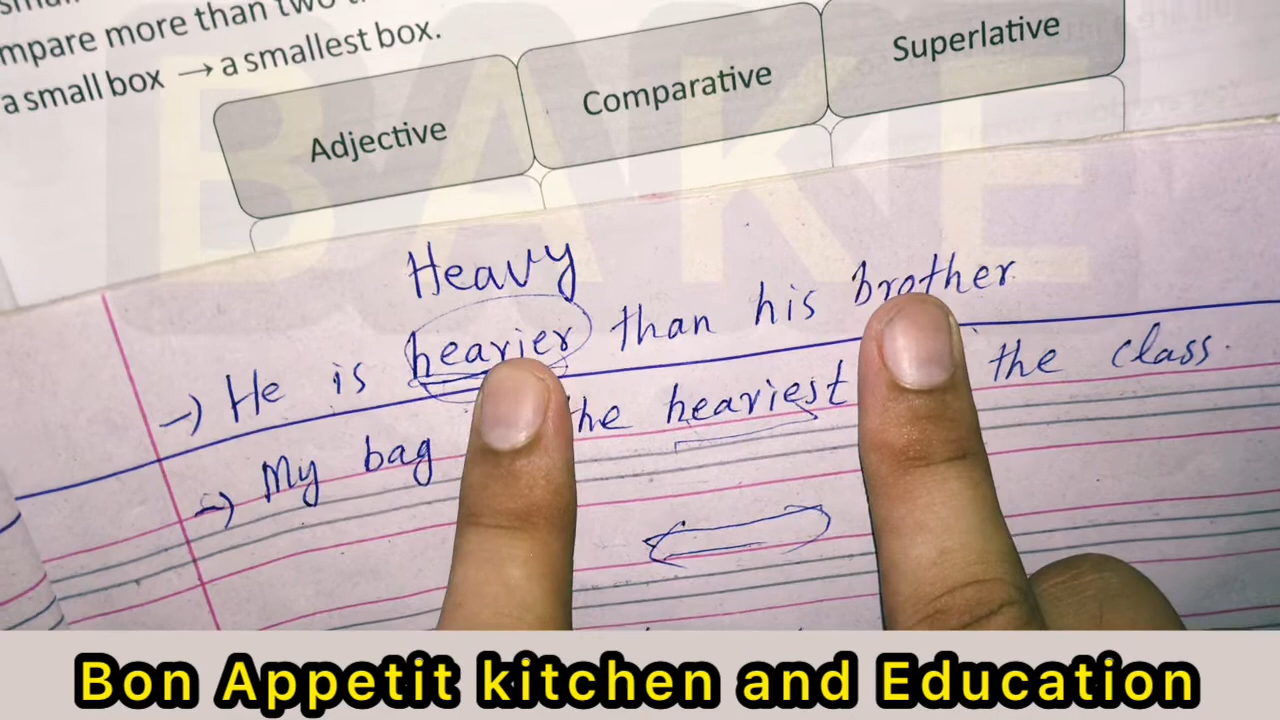 mpare more than two
a small box → a smallest box.
Adjective Comparative Superlative
BAKE
Heavy
→ He is heavier than his brother
→ My bag the heaviest the class.
Bon Appetit kitchen and Education